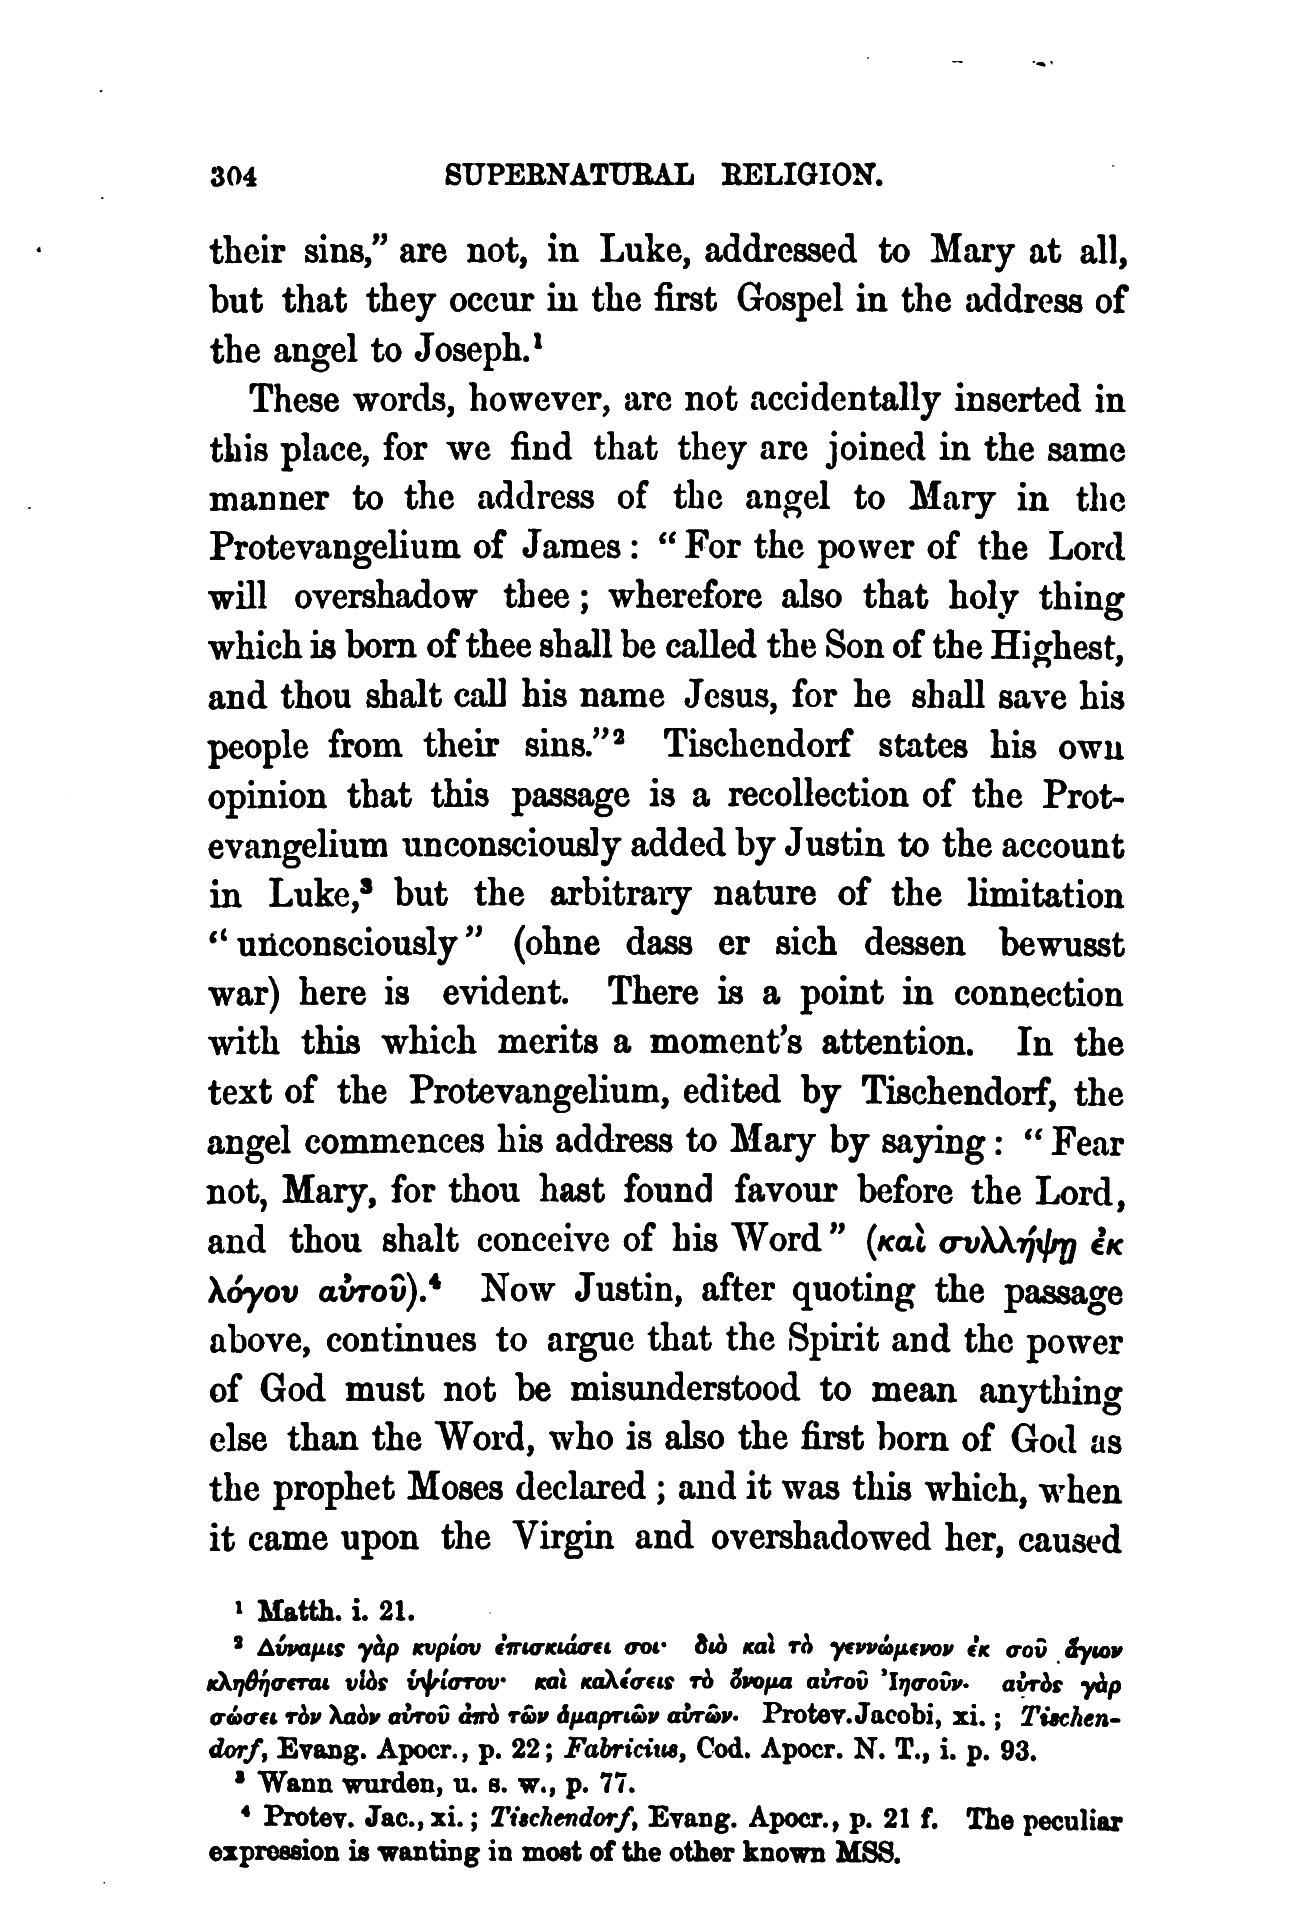 304 SUPERNATURAL RELIGION.
their sins,” are not, in Luke, addressed to Mary at all,
but that they occur in the first Gospel in the address of
the angel to Joseph.¹
These words, however, are not accidentally inserted in
this place, for we find that they are joined in the same
manner to the address of the angel to Mary in the
Protevangelium of James : “ For the power of the Lord
will overshadow thee ; wherefore also that holy thing
which is born of thee shall be called the Son of the Highest,
and thou shalt call his name Jesus, for he shall save his
people from their sins.”² Tischendorf states his own
opinion that this passage is a recollection of the Prot-
evangelium unconsciously added by Justin to the account
in Luke,³ but the arbitrary nature of the limitation
“ unconsciously ” (ohne dass er sich dessen bewusst
war) here is evident. There is a point in connection
with this which merits a moment’s attention. In the
text of the Protevangelium, edited by Tischendorf, the
angel commences his address to Mary by saying : “ Fear
not, Mary, for thou hast found favour before the Lord,
and thou shalt conceive of his Word ” (καὶ συλλήψῃ ἐκ
λόγου αὐτοῦ).⁴ Now Justin, after quoting the passage
above, continues to argue that the Spirit and the power
of God must not be misunderstood to mean anything
else than the Word, who is also the first born of God as
the prophet Moses declared ; and it was this which, when
it came upon the Virgin and overshadowed her, caused
¹ Matth. i. 21.
² Δύναμις γὰρ κυρίου ἐπισκιάσει σοι· διὸ καὶ τὸ γεννώμενον ἐκ σοῦ ἅγιον
κληθήσεται υἱὸς ὑψίστου· καὶ καλέσεις τὸ ὄνομα αὐτοῦ Ἰησοῦν· αὐτὸς γὰρ
σώσει τὸν λαὸν αὐτοῦ ἀπὸ τῶν ἁμαρτιῶν αὐτῶν. Protev. Jacobi, xi. ; Tischen-
dorf, Evang. Apocr., p. 22 ; Fabricius, Cod. Apocr. N. T., i. p. 93.
³ Wann wurden, u. s. w., p. 77.
⁴ Protev. Jac., xi. ; Tischendorf, Evang. Apocr., p. 21 f. The peculiar
expression is wanting in most of the other known MSS.